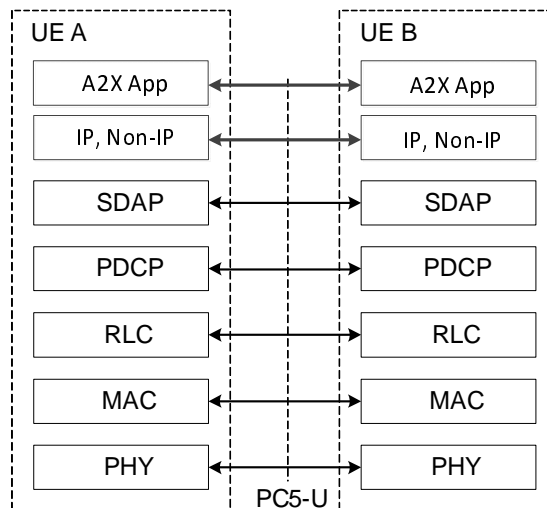 UE A
UE B
A2X App
A2X App
IP, Non-IP
IP, Non-IP
SDAP
SDAP
PDCP
PDCP
RLC
RLC
MAC
MAC
PHY
PHY
PC5-U